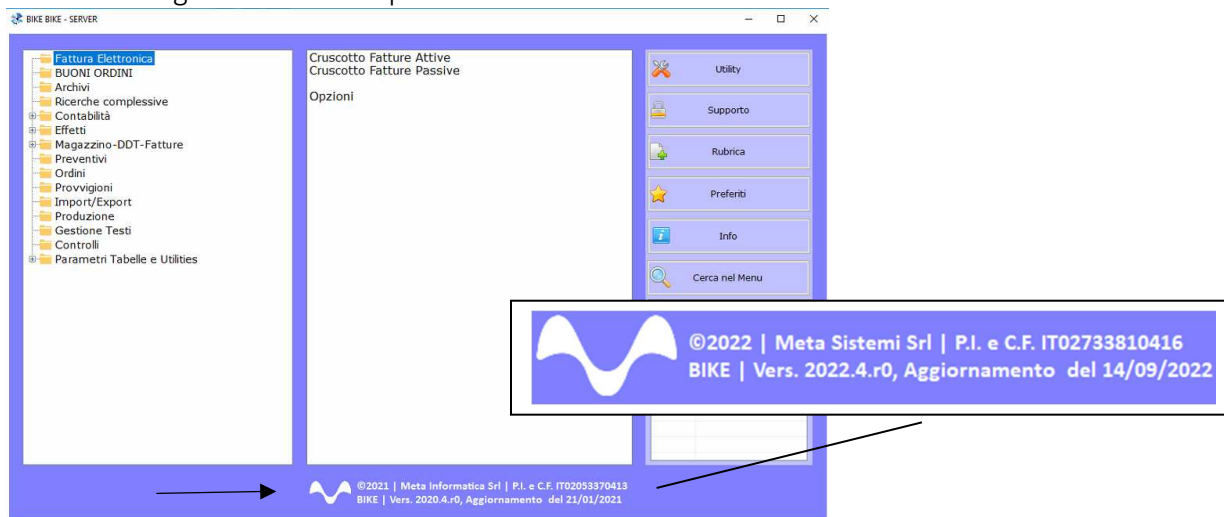 BIKE BIKE - SERVER
Fattura Elettronica
BUONI ORDINI
Archivi
Ricerche complessive
Contabilità
Effetti
Magazzino-DDT-Fatture
Preventivi
Ordini
Provvigioni
Import/Export
Produzione
Gestione Testi
Controlli
Parametri Tabelle e Utilities
Cruscotto Fatture Attive
Cruscotto Fatture Passive
Opzioni
Utility
Supporto
Rubrica
Preferiti
Info
Cerca nel Menu
©2022 | Meta Sistemi Srl | P.I. e C.F. IT02733810416
BIKE | Vers. 2022.4.r0, Aggiornamento del 14/09/2022
©2021 | Meta Informatica Srl | P.I. e C.F. IT02053370413
BIKE | Vers. 2020.4.r0, Aggiornamento del 21/01/2021